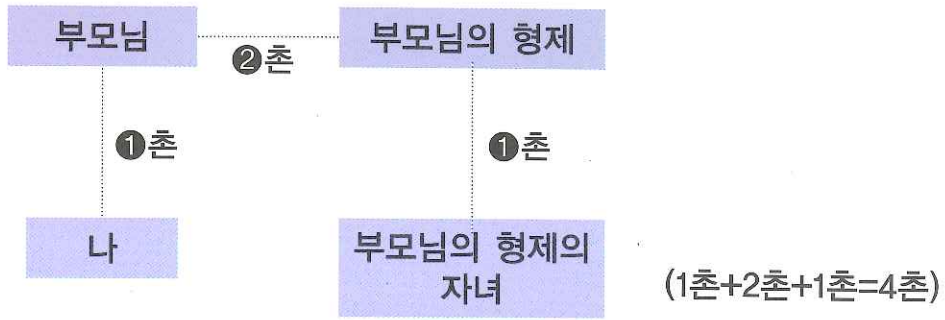 부모님
부모님의 형제
❷촌
❶촌
❶촌
나
부모님의 형제의
자녀
(1촌+2촌+1촌=4촌)